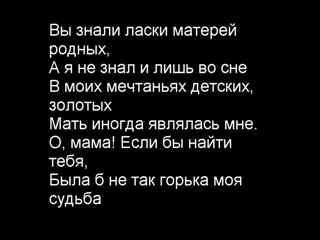 Вы знали ласки матерей
родных,
А я не знал и лишь во сне
В моих мечтаньях детских,
золотых
Мать иногда являлась мне.
О, мама! Если бы найти
тебя,
Была б не так горька моя
судьба